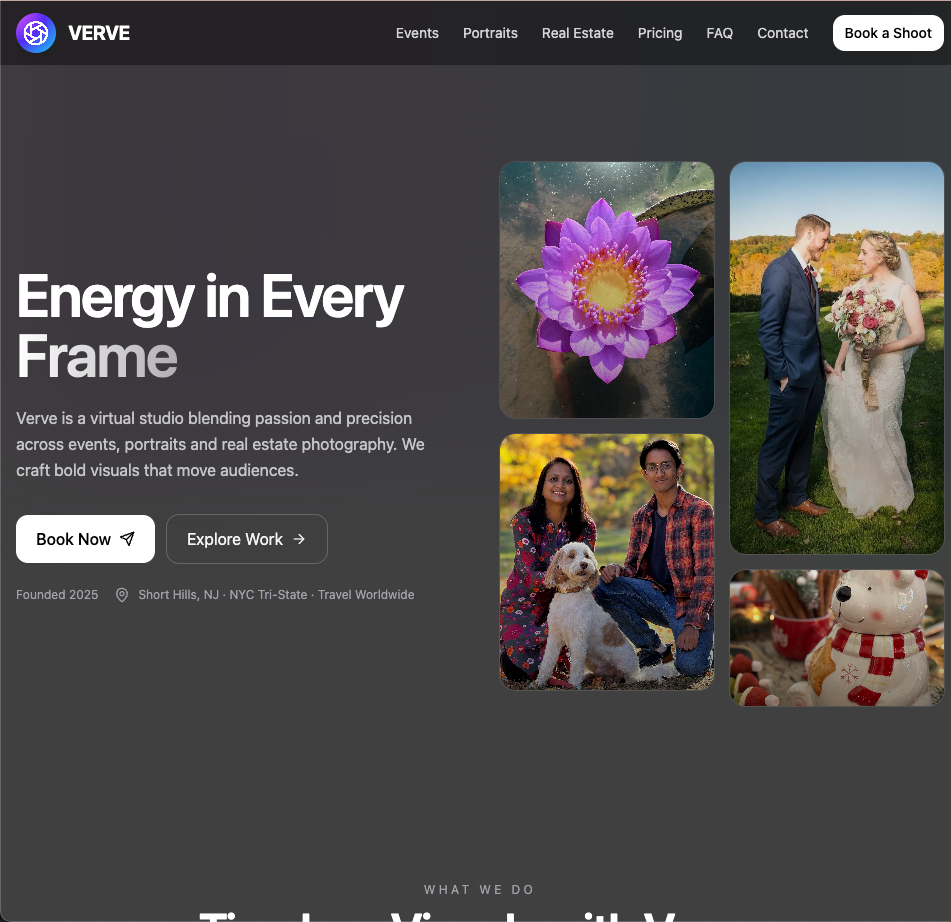 VERVE
Events
Portraits
Real Estate
Pricing
FAQ
Contact
Book a Shoot
Energy in Every
Frame
Verve is a virtual studio blending passion and precision
across events, portraits and real estate photography. We
craft bold visuals that move audiences.
Book Now
Explore Work
Founded 2025
Short Hills, NJ · NYC Tri-State · Travel Worldwide
WHAT WE DO